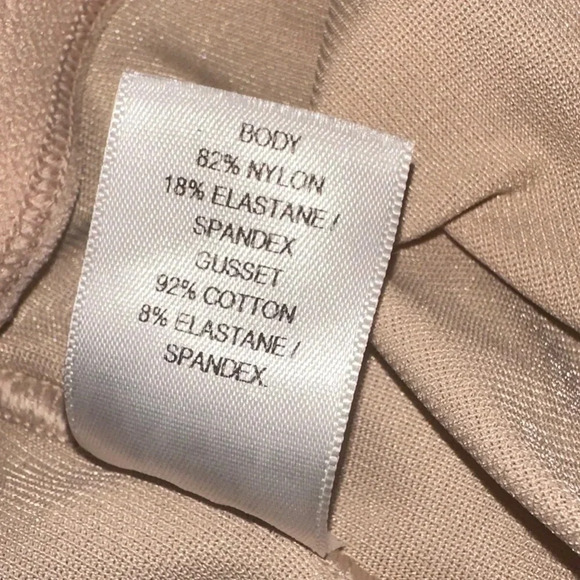 BODY
82% NYLON
18% ELASTANE /
SPANDEX
GUSSET
92% COTTON
8% ELASTANE /
SPANDEX